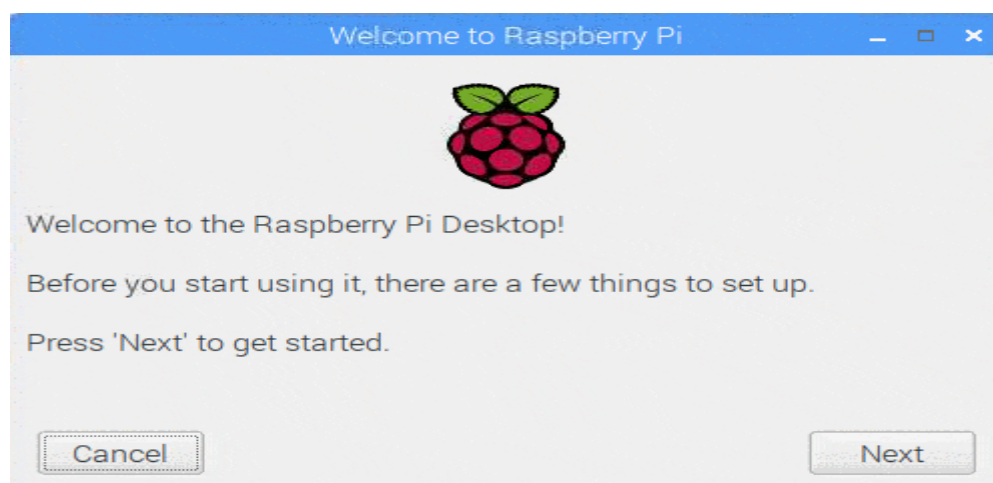 Welcome to Raspberry Pi
Welcome to the Raspberry Pi Desktop!
Before you start using it, there are a few things to set up.
Press 'Next' to get started.
Cancel
Next